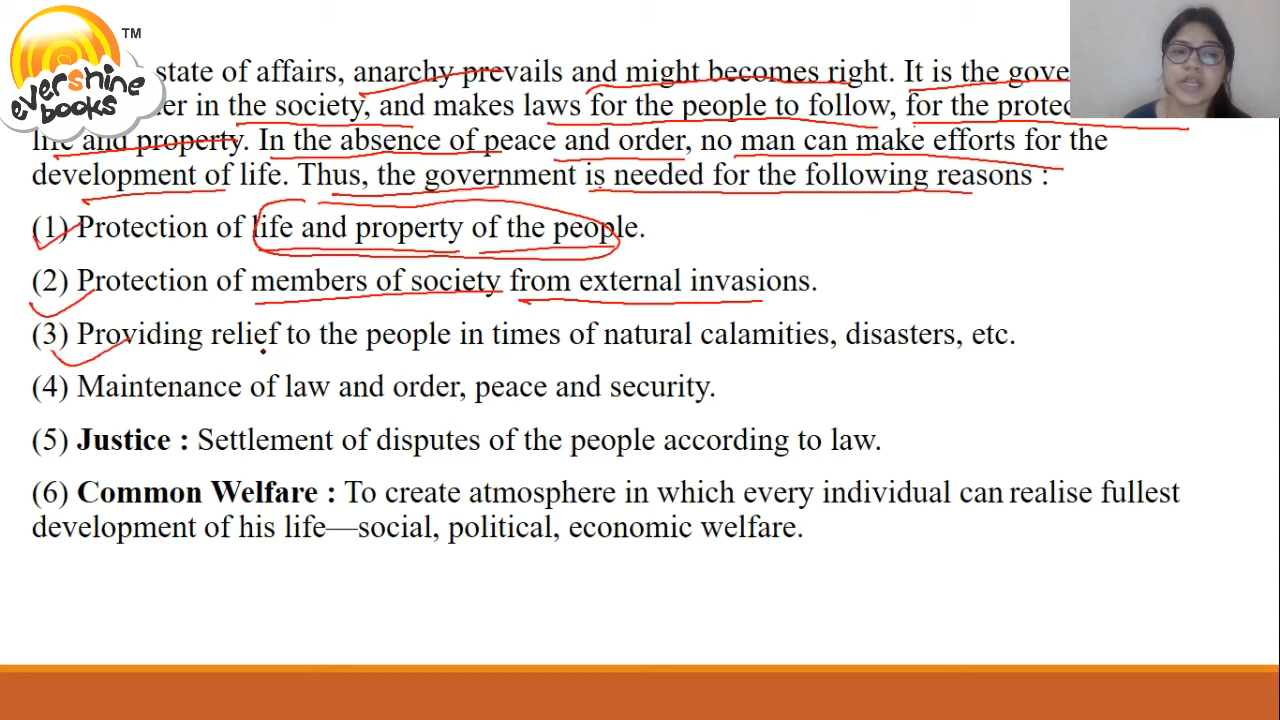 TM
evershine
books
state of affairs, anarchy prevails and might becomes right. It is the
in the society, and makes laws for the people to follow, for the
life and property. In the absence of peace and order, no man can make efforts for the
development of life. Thus, the government is needed for the following reasons :
(1) Protection of life and property of the people.
(2) Protection of members of society from external invasions.
(3) Providing relief to the people in times of natural calamities, disasters, etc.
(4) Maintenance of law and order, peace and security.
(5) Justice : Settlement of disputes of the people according to law.
(6) Common Welfare : To create atmosphere in which every individual can realise fullest
development of his life—social, political, economic welfare.